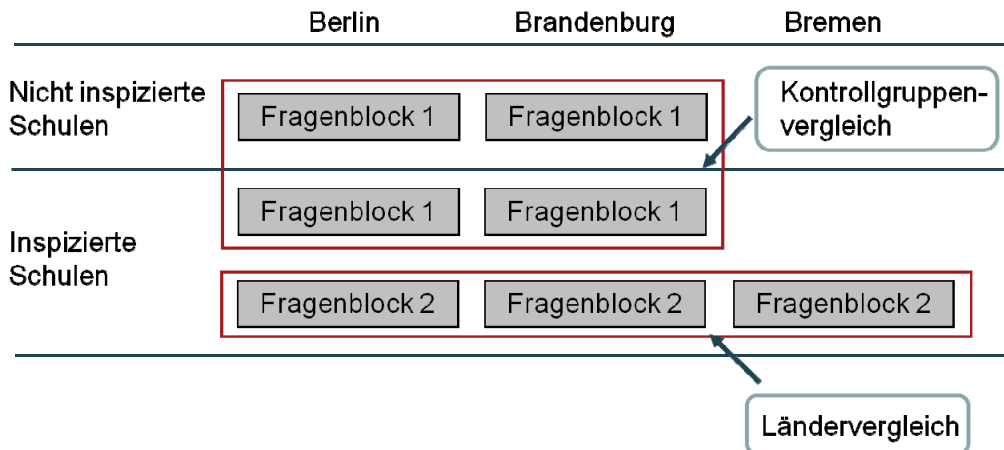 Berlin Brandenburg Bremen
Nicht inspizierte
Schulen
Fragenblock 1 Fragenblock 1
Kontrollgruppen-
vergleich
Fragenblock 1 Fragenblock 1
Inspizierte
Schulen
Fragenblock 2 Fragenblock 2 Fragenblock 2
Ländervergleich